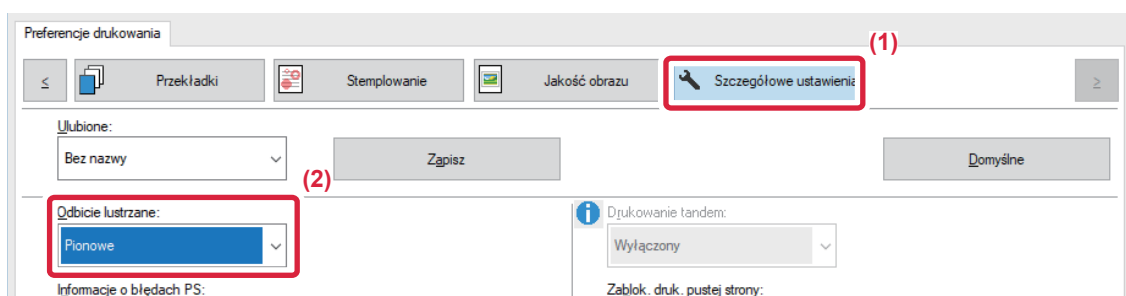 Preferencje drukowania
(1)
≤ Przekładki Stemplowanie Jakość obrazu Szczegółowe ustawienia ≥
Ulubione:
Bez nazwy Zapisz Domyślne
(2)
Odbicie lustrzane: Drukowanie tandem:
Pionowe Wyłączony
Informacje o błędach PS: Zablok. druk. pustej strony: